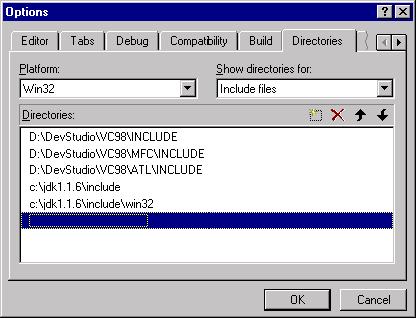 Options
Editor Tabs Debug Compatibility Build Directories
Platform: Show directories for:
Win32 Include files
Directories:
D:\DevStudio\VC98\INCLUDE
D:\DevStudio\VC98\MFC\INCLUDE
D:\DevStudio\VC98\ATL\INCLUDE
c:\jdk1.1.6\include
c:\jdk1.1.6\include\win32
OK Cancel